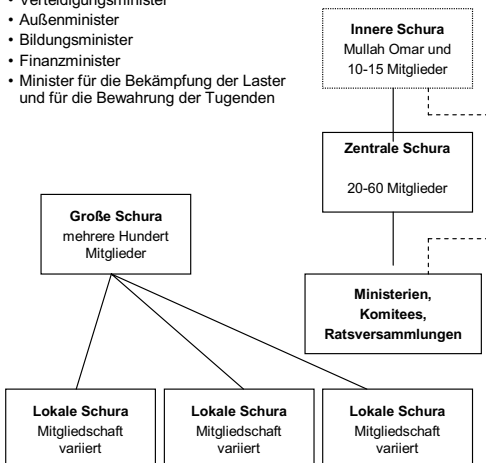 • Verteidigungsminister
• Außenminister
• Bildungsminister
• Finanzminister
• Minister für die Bekämpfung der Laster
und für die Bewahrung der Tugenden
Innere Schura
Mullah Omar und
10-15 Mitglieder
Zentrale Schura
20-60 Mitglieder
Große Schura
mehrere Hundert
Mitglieder
Ministerien,
Komitees,
Ratsversammlungen
Lokale Schura
Mitgliedschaft
variiert
Lokale Schura
Mitgliedschaft
variiert
Lokale Schura
Mitgliedschaft
variiert